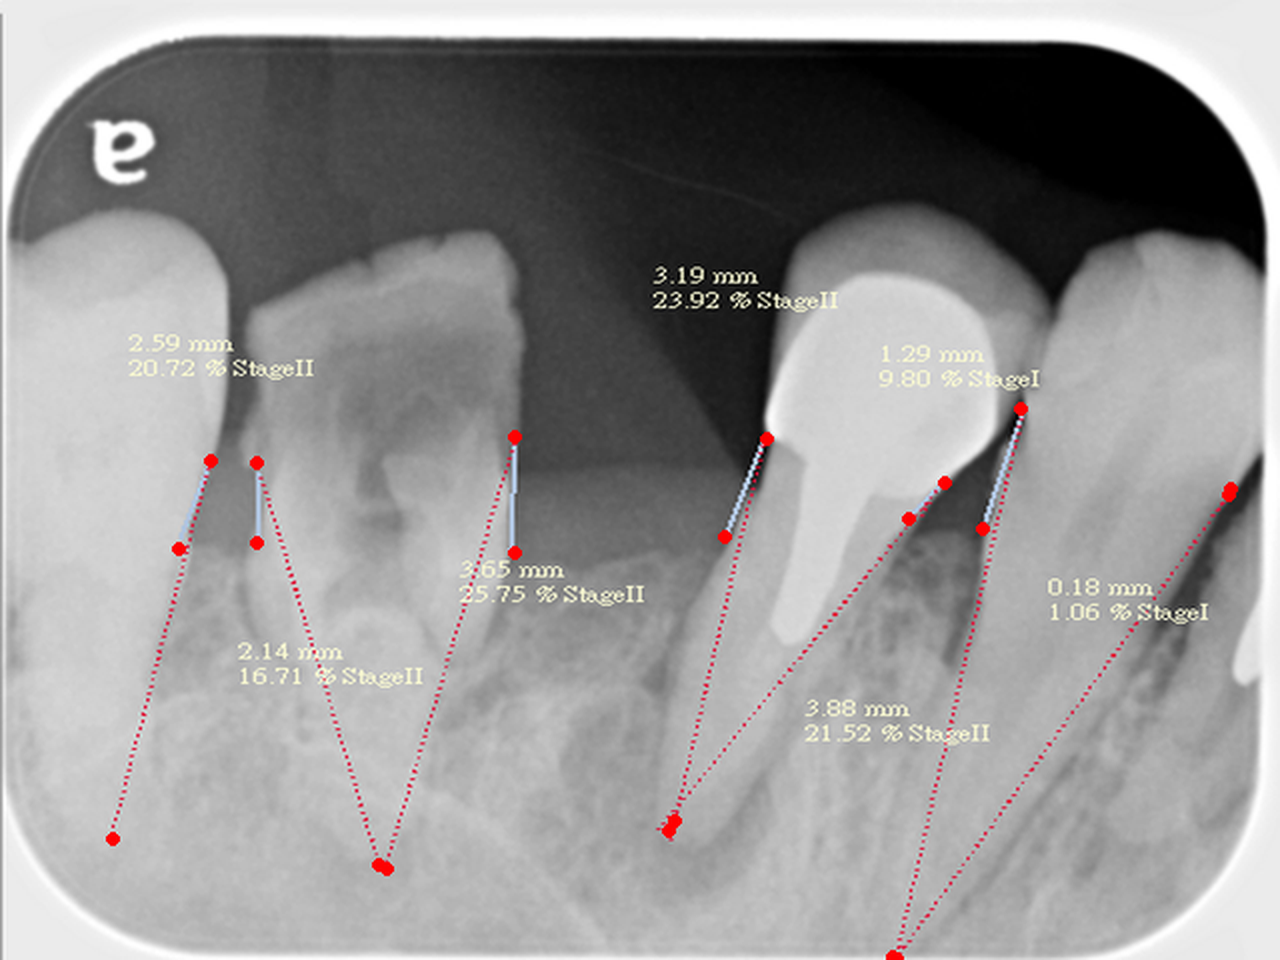 e
3.19 mm
23.92 % StageII
2.59 mm
20.72 % StageII
1.29 mm
9.80 % StageI
3.65 mm
25.75 % StageII
0.18 mm
1.06 % StageI
2.14 mm
16.71 % StageII
3.88 mm
21.52 % StageII